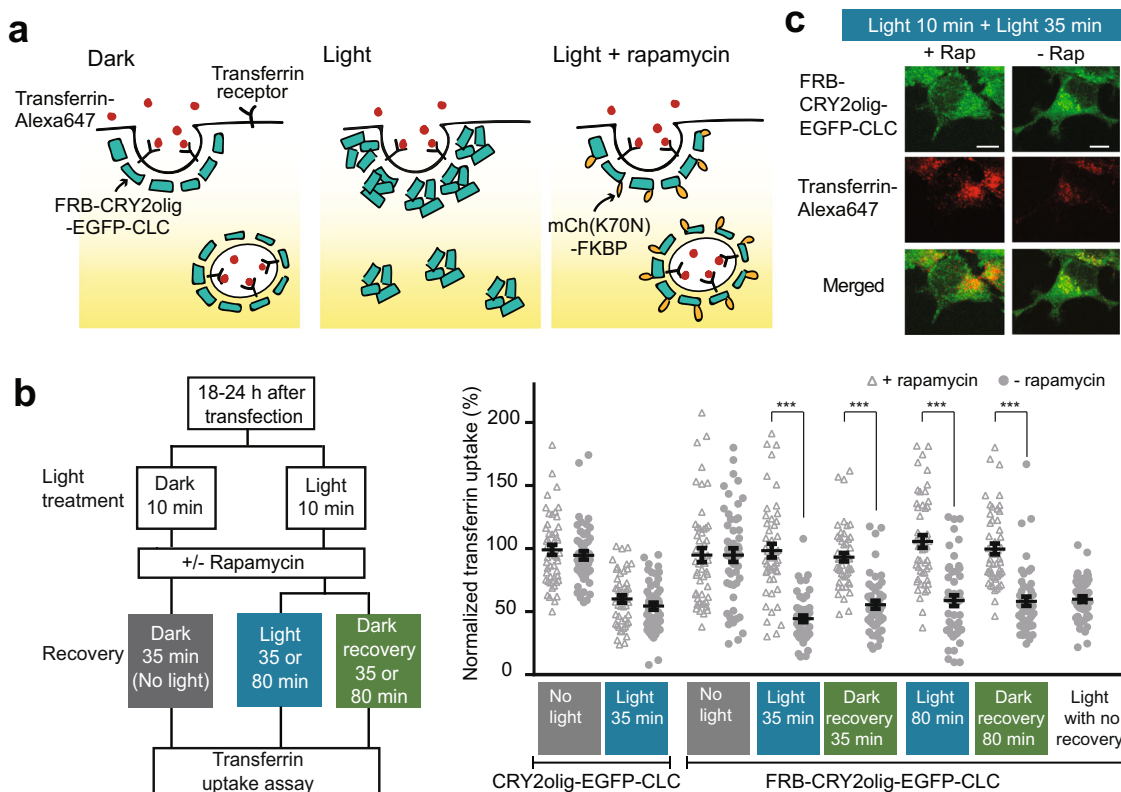 a
Dark
Light
Light + rapamycin
Transferrin-
Alexa647
Transferrin
receptor
FRB-CRY2olig
-EGFP-CLC
mCh(K70N)
-FKBP
c
Light 10 min + Light 35 min
+ Rap
- Rap
FRB-
CRY2olig-
EGFP-CLC
Transferrin-
Alexa647
Merged
b
18-24 h after
transfection
Light
treatment
Dark
10 min
Light
10 min
+/- Rapamycin
Recovery
Dark
35 min
(No light)
Light
35 or
80 min
Dark
recovery
35 or
80 min
Transferrin
uptake assay
Normalized transferrin uptake (%)
200
150
100
50
0
+ rapamycin
- rapamycin
***
***
***
***
No
light
Light
35 min
No
light
Light
35 min
Dark
recovery
35 min
Light
80 min
Dark
recovery
80 min
Light
with no
recovery
CRY2olig-EGFP-CLC
FRB-CRY2olig-EGFP-CLC